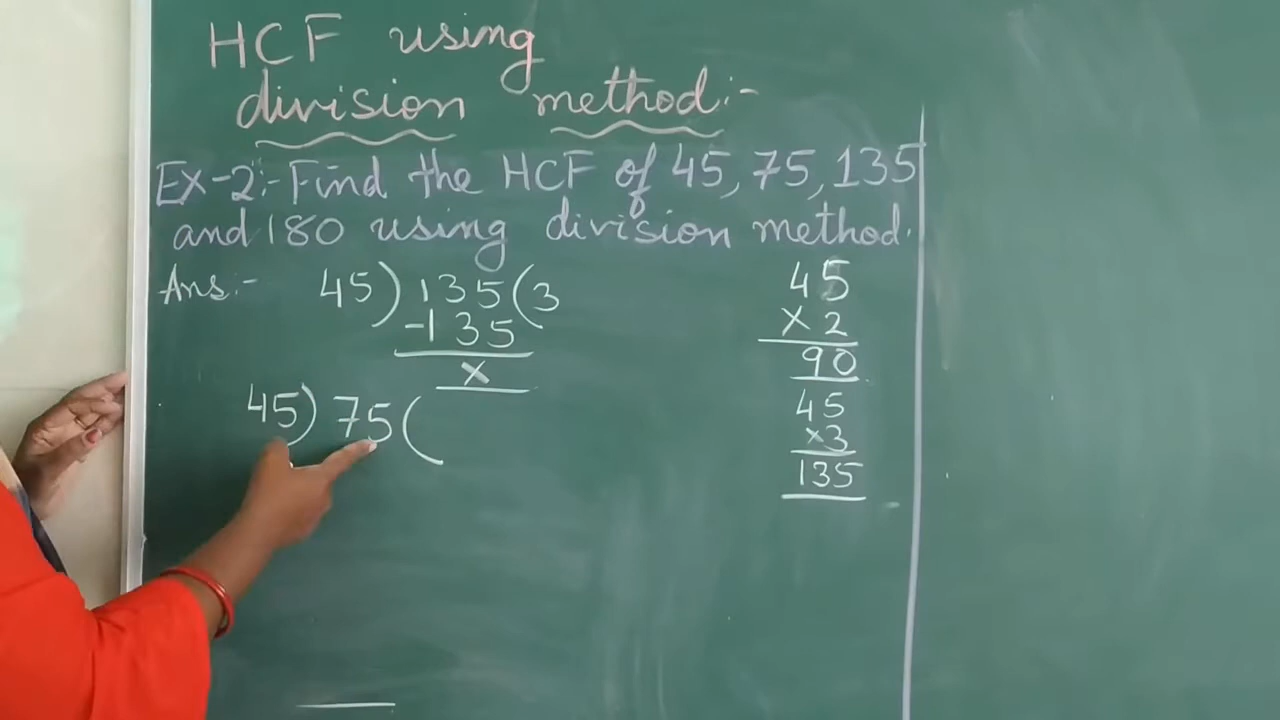 HCF using
division method:-
Ex-2:- Find the HCF of 45, 75, 135
and 180 using division method.
Ans:- 45) 135(3
-135
x
45) 75(
45
x 2
90
45
x3
135